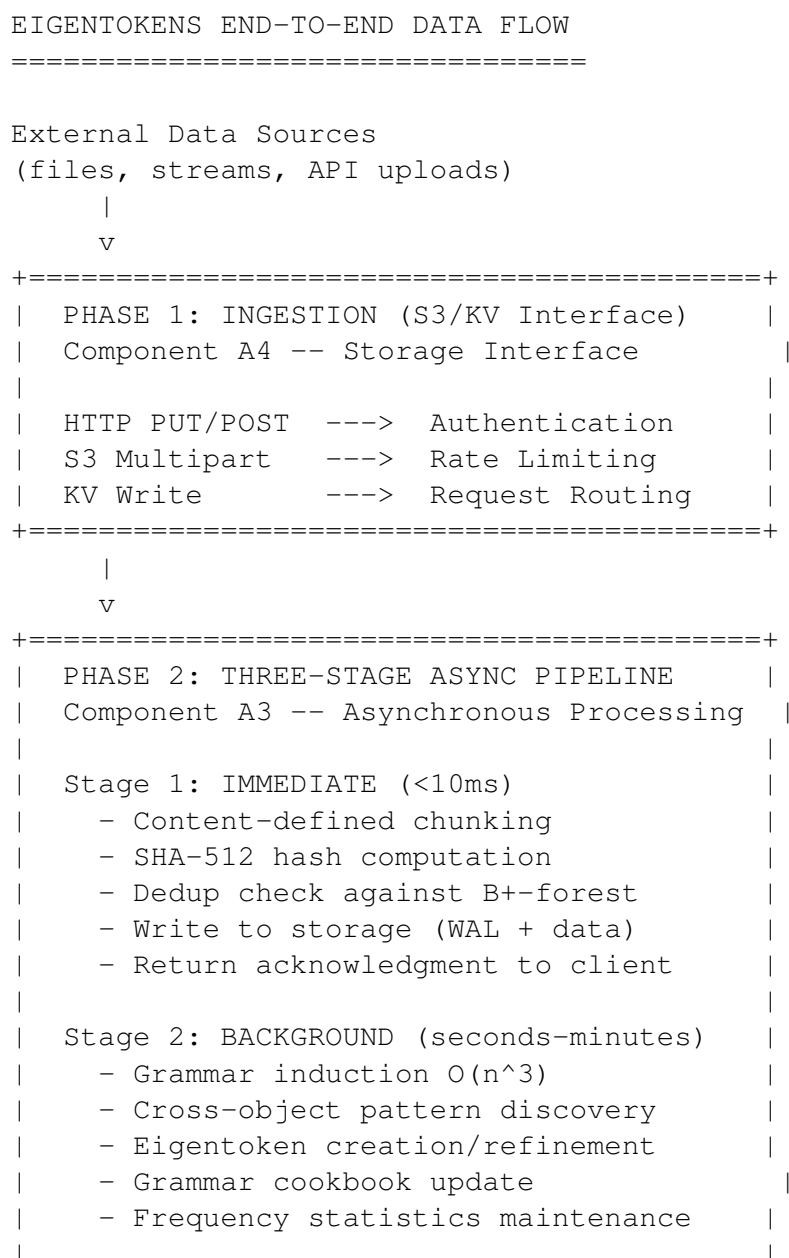 EIGENTOKENS END-TO-END DATA FLOW
=================================

External Data Sources
(files, streams, API uploads)
     |
     v
+==========================================+
|  PHASE 1: INGESTION (S3/KV Interface)    |
|  Component A4 -- Storage Interface        |
|                                          |
|  HTTP PUT/POST  --->  Authentication     |
|  S3 Multipart   --->  Rate Limiting      |
|  KV Write       --->  Request Routing    |
+==========================================+
     |
     v
+==========================================+
|  PHASE 2: THREE-STAGE ASYNC PIPELINE     |
|  Component A3 -- Asynchronous Processing  |
|                                          |
|  Stage 1: IMMEDIATE (<10ms)              |
|    - Content-defined chunking            |
|    - SHA-512 hash computation            |
|    - Dedup check against B+-forest       |
|    - Write to storage (WAL + data)       |
|    - Return acknowledgment to client     |
|                                          |
|  Stage 2: BACKGROUND (seconds-minutes)   |
|    - Grammar induction O(n^3)            |
|    - Cross-object pattern discovery      |
|    - Eigentoken creation/refinement      |
|    - Grammar cookbook update              |
|    - Frequency statistics maintenance    |
|                                          |